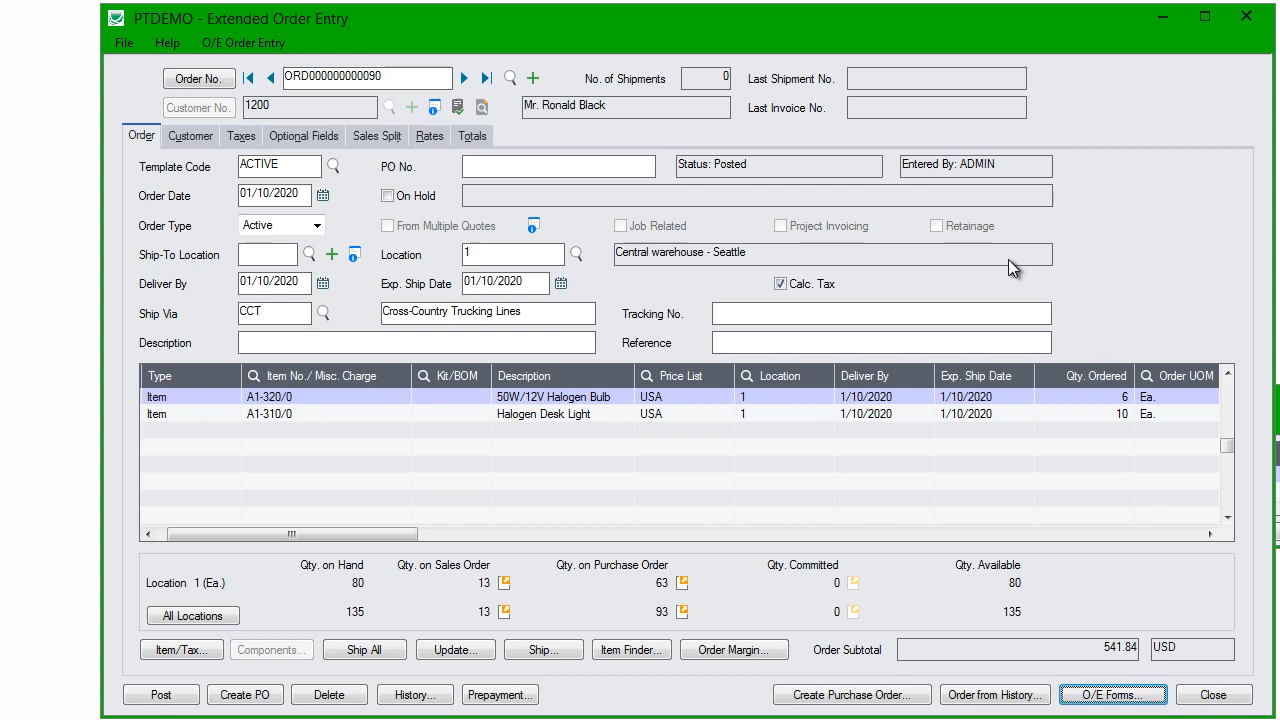 PTDEMO - Extended Order Entry
File Help O/E Order Entry
Order No. ORD000000000090 No. of Shipments 0 Last Shipment No.
Customer No. 1200 Mr. Ronald Black Last Invoice No.
Order Customer Taxes Optional Fields Sales Split Rates Totals
Template Code ACTIVE PO No. Status: Posted Entered By: ADMIN
Order Date 01/10/2020 On Hold
Order Type Active From Multiple Quotes Job Related Project Invoicing Retainage
Ship-To Location Location 1 Central warehouse - Seattle
Deliver By 01/10/2020 Exp. Ship Date 01/10/2020 Calc. Tax
Ship Via CCT Cross-Country Trucking Lines Tracking No.
Description Reference
Type Item No./ Misc. Charge Kit/BOM Description Price List Location Deliver By Exp. Ship Date Qty. Ordered Order UOM
Item A1-320/0 50W/12V Halogen Bulb USA 1 1/10/2020 1/10/2020 6 Ea.
Item A1-310/0 Halogen Desk Light USA 1 1/10/2020 1/10/2020 10 Ea.
Qty. on Hand Qty. on Sales Order Qty. on Purchase Order Qty. Committed Qty. Available
Location 1 (Ea.) 80 13 63 0 80
All Locations 135 13 93 0 135
Item/Tax... Components... Ship All Update... Ship... Item Finder... Order Margin... Order Subtotal 541.84 USD
Post Create PO Delete History... Prepayment... Create Purchase Order... Order from History... O/E Forms... Close